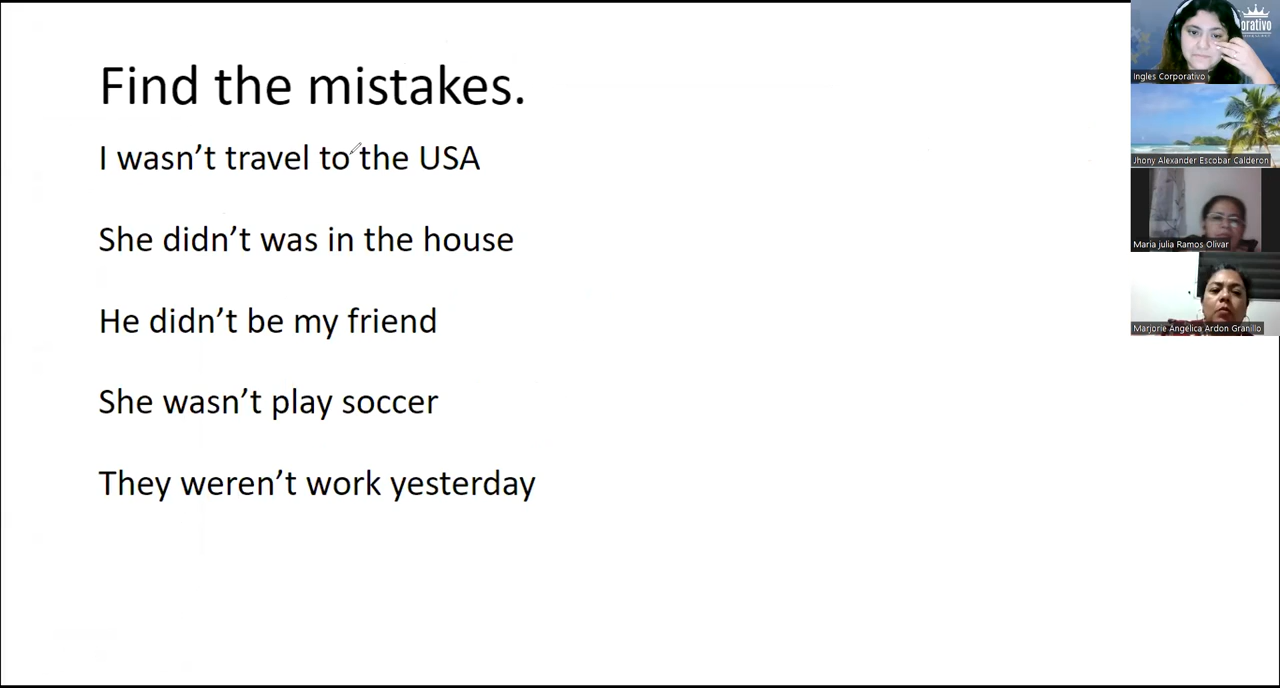 Find the mistakes.
I wasn't travel to the USA
She didn't was in the house
He didn't be my friend
She wasn't play soccer
They weren't work yesterday
orativo
Ingles Corporativo
Jhony Alexander Escobar Calderon
Maria julia Ramos Olivar
Marjorie Angélica Ardon Granillo